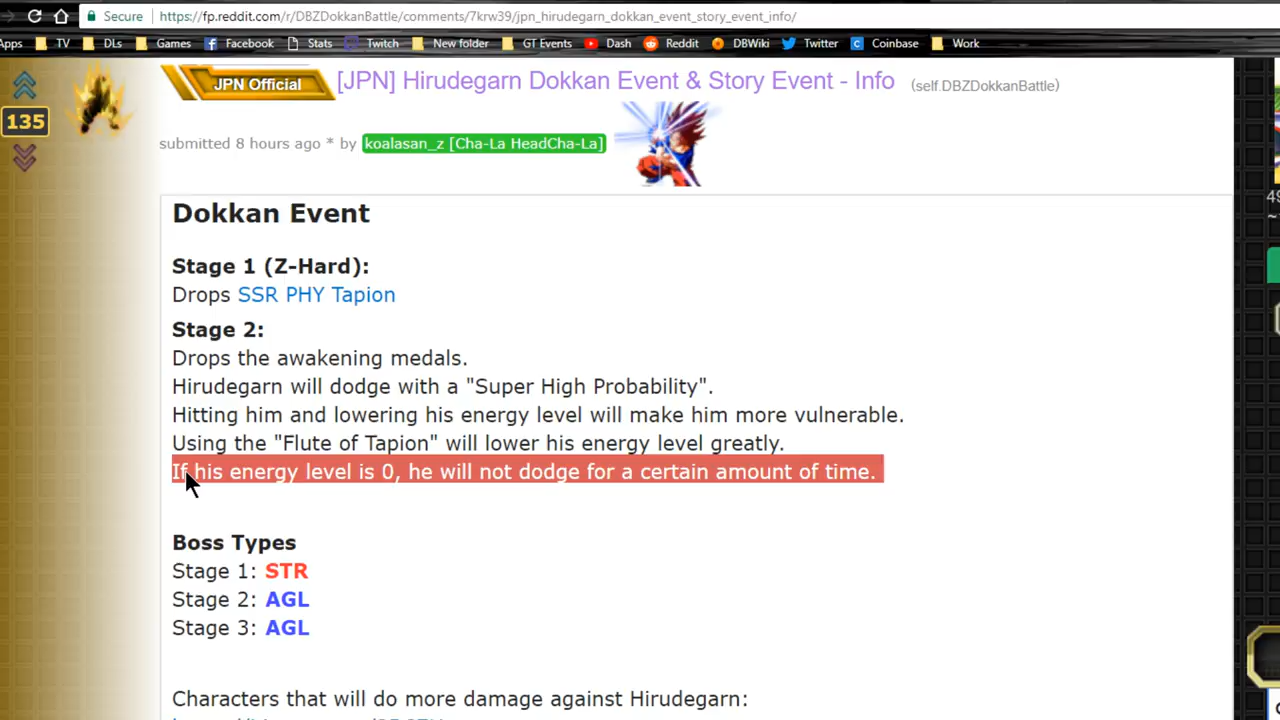 Secure https://fp.reddit.com/r/DBZDokkanBattle/comments/7krw39/jpn_hirudegarn_dokkan_event_story_event_info/
Apps TV DLs Games Facebook Stats Twitch New folder GT Events Dash Reddit DBWiki Twitter Coinbase Work
JPN Official [JPN] Hirudegarn Dokkan Event & Story Event - Info (self.DBZDokkanBattle)
135
submitted 8 hours ago * by koalasan_z [Cha-La HeadCha-La]
Dokkan Event
Stage 1 (Z-Hard):
Drops SSR PHY Tapion
Stage 2:
Drops the awakening medals.
Hirudegarn will dodge with a "Super High Probability".
Hitting him and lowering his energy level will make him more vulnerable.
Using the "Flute of Tapion" will lower his energy level greatly.
If his energy level is 0, he will not dodge for a certain amount of time.
Boss Types
Stage 1: STR
Stage 2: AGL
Stage 3: AGL
Characters that will do more damage against Hirudegarn: